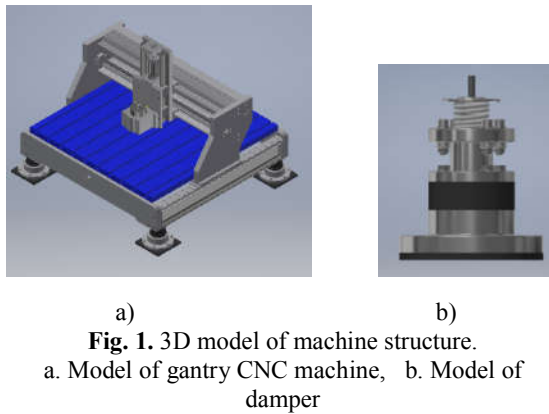 a) b)
Fig. 1. 3D model of machine structure.
a. Model of gantry CNC machine, b. Model of
damper